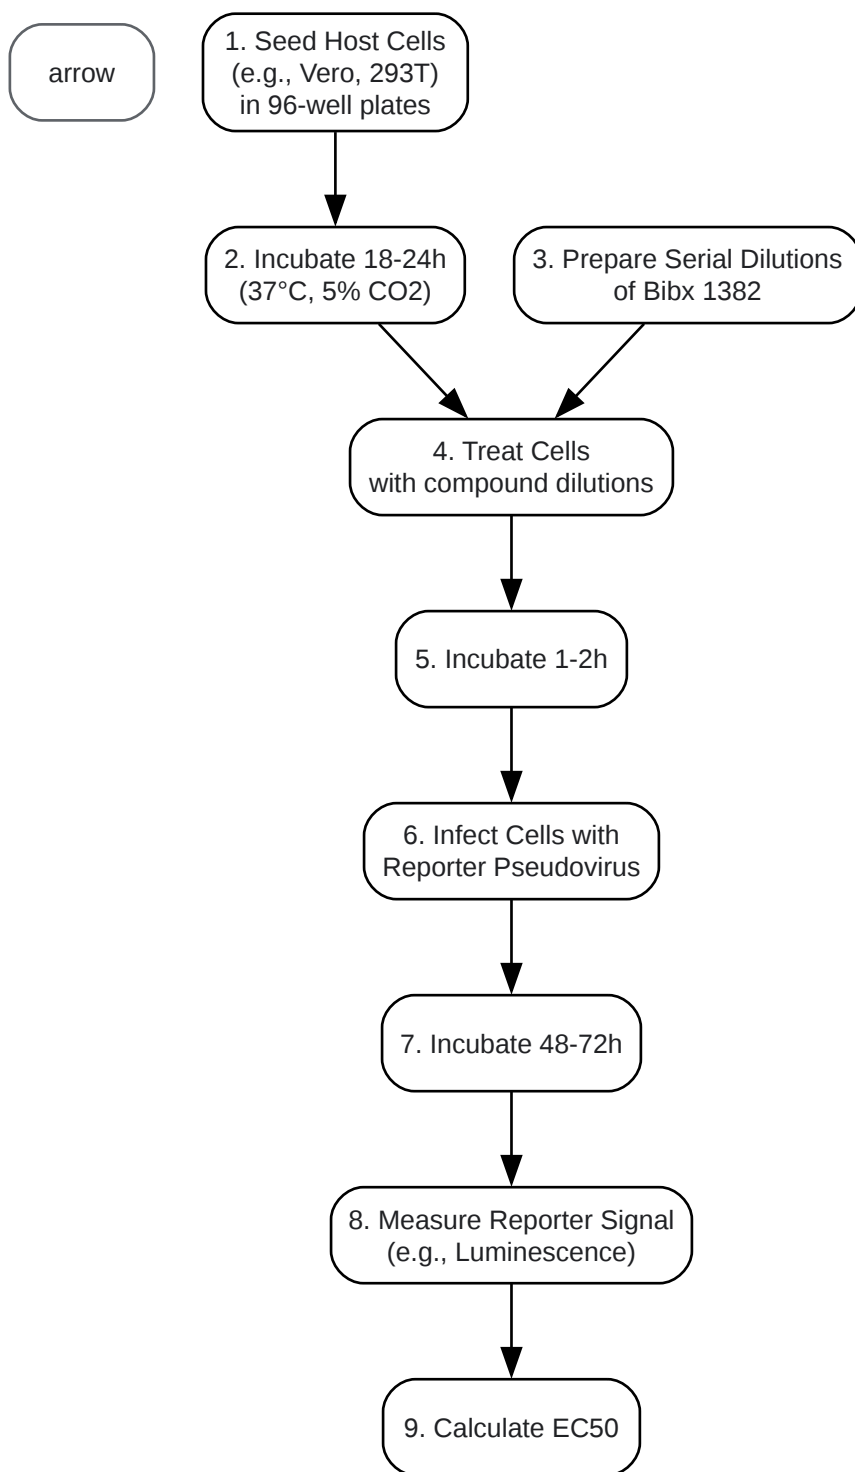 arrow
1. Seed Host Cells
(e.g., Vero, 293T)
in 96-well plates
2. Incubate 18-24h
(37°C, 5% CO2)
3. Prepare Serial Dilutions
of Bibx 1382
4. Treat Cells
with compound dilutions
5. Incubate 1-2h
6. Infect Cells with
Reporter Pseudovirus
7. Incubate 48-72h
8. Measure Reporter Signal
(e.g., Luminescence)
9. Calculate EC50